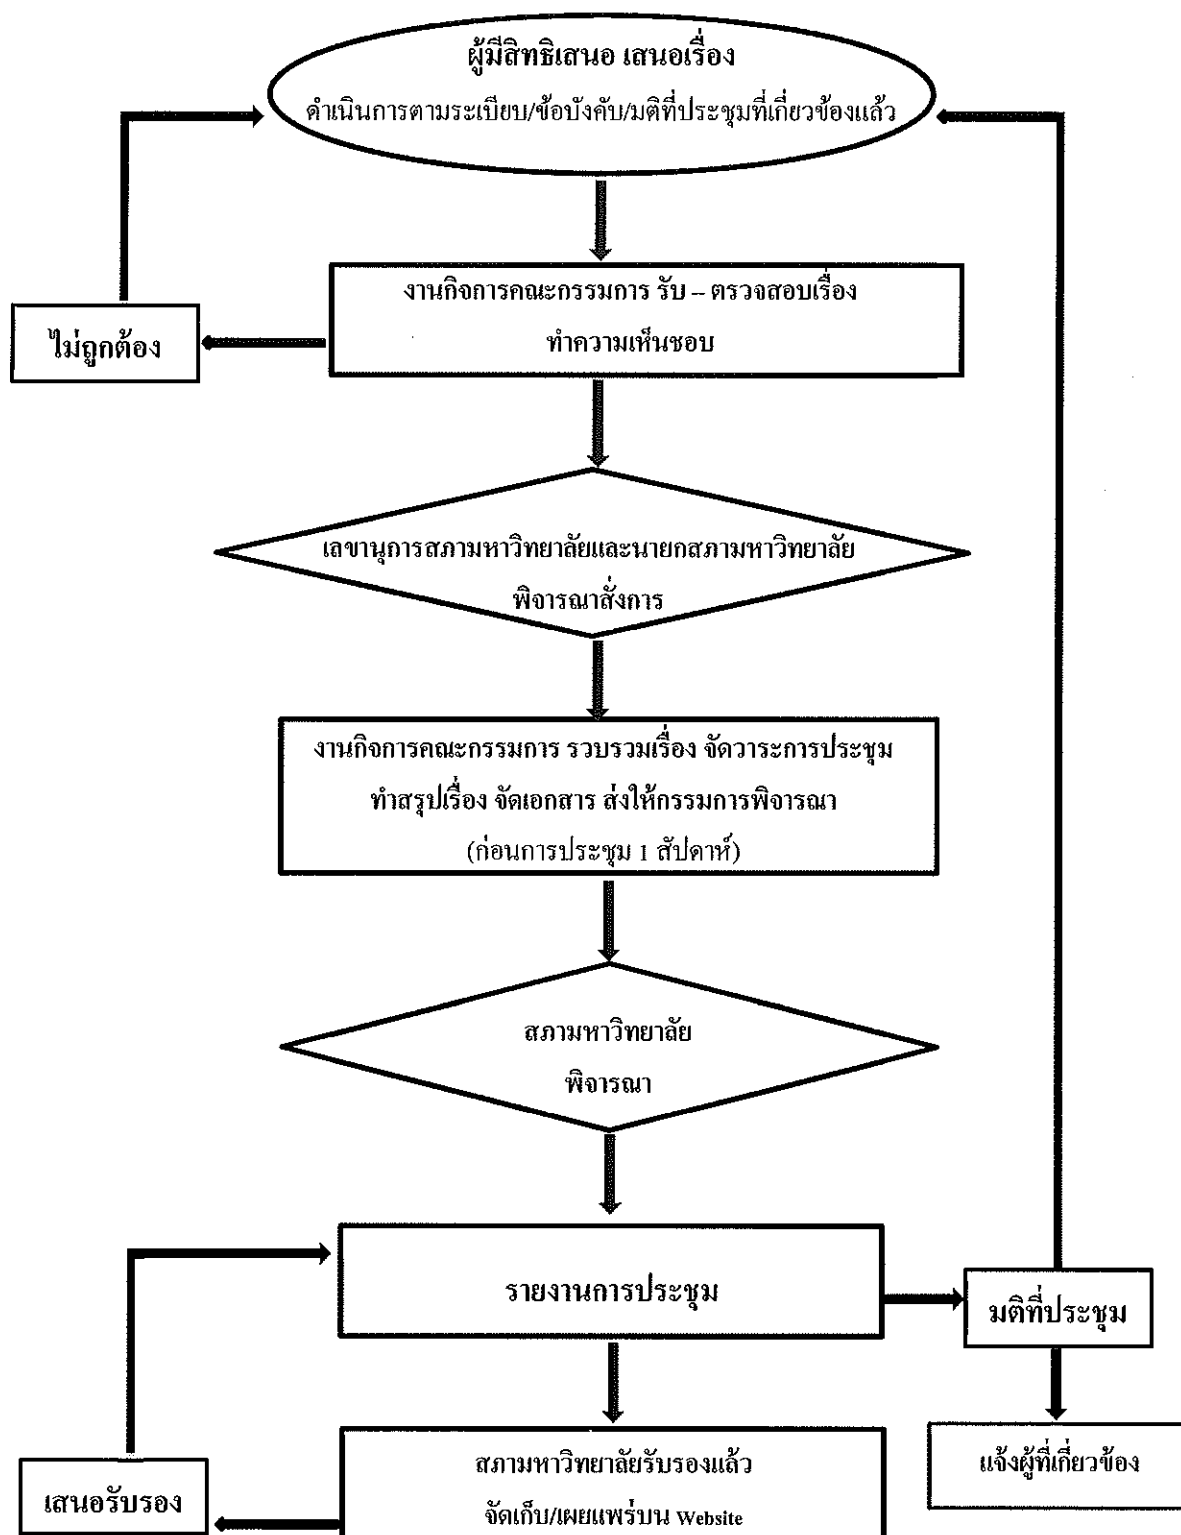 ผู้มีสิทธิเสนอ เสนอเรื่อง
ดำเนินการตามระเบียบ/ข้อบังคับ/มติที่ประชุมที่เกี่ยวข้องแล้ว
งานกิจการคณะกรรมการ รับ – ตรวจสอบเรื่อง
ทำความเห็นชอบ
ไม่ถูกต้อง
เลขานุการสภามหาวิทยาลัยและนายกสภามหาวิทยาลัย
พิจารณาสั่งการ
งานกิจการคณะกรรมการ รวบรวมเรื่อง จัดวาระการประชุม
ทำสรุปเรื่อง จัดเอกสาร ส่งให้กรรมการพิจารณา
(ก่อนการประชุม 1 สัปดาห์)
สภามหาวิทยาลัย
พิจารณา
รายงานการประชุม
มติที่ประชุม
แจ้งผู้ที่เกี่ยวข้อง
สภามหาวิทยาลัยรับรองแล้ว
จัดเก็บ/เผยแพร่บน Website
เสนอรับรอง